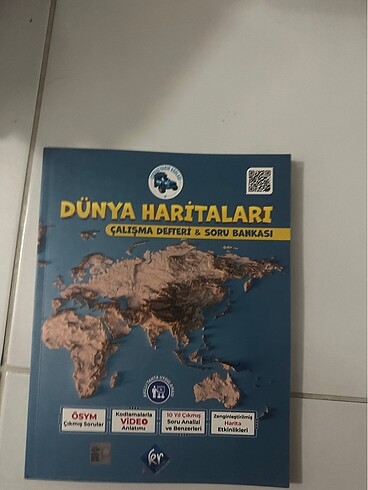 DÜNYA HARİTALARI
ÇALIŞMA DEFTERİ & SORU BANKASI
ÖSYM
Çıkmış Sorular
Kodlamalarla
VİDEO
Anlatımı
10 Yıl Çıkmış
Soru Analizi
ve Benzerleri
Zenginleştirilmiş
Harita
Etkinlikleri
KR